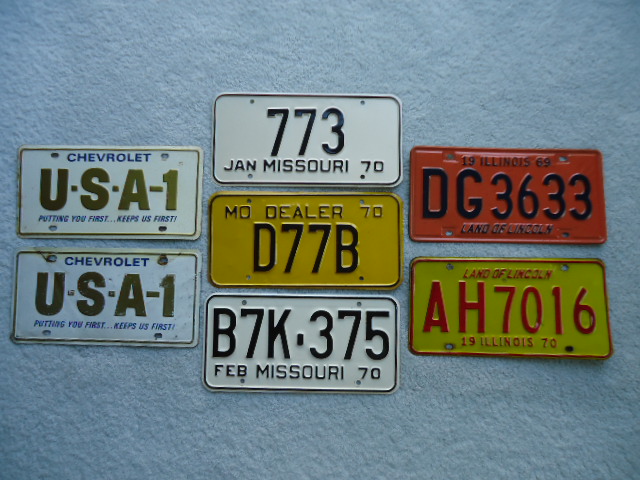 CHEVROLET
U·S·A-1
PUTTING YOU FIRST...KEEPS US FIRST!
CHEVROLET
U·S·A-1
PUTTING YOU FIRST...KEEPS US FIRST!
773
JAN MISSOURI 70
MO DEALER 70
D77B
B7K·375
FEB MISSOURI 70
19 ILLINOIS 69
DG 3633
LAND OF LINCOLN
LAND OF LINCOLN
AH 7016
19 ILLINOIS 70